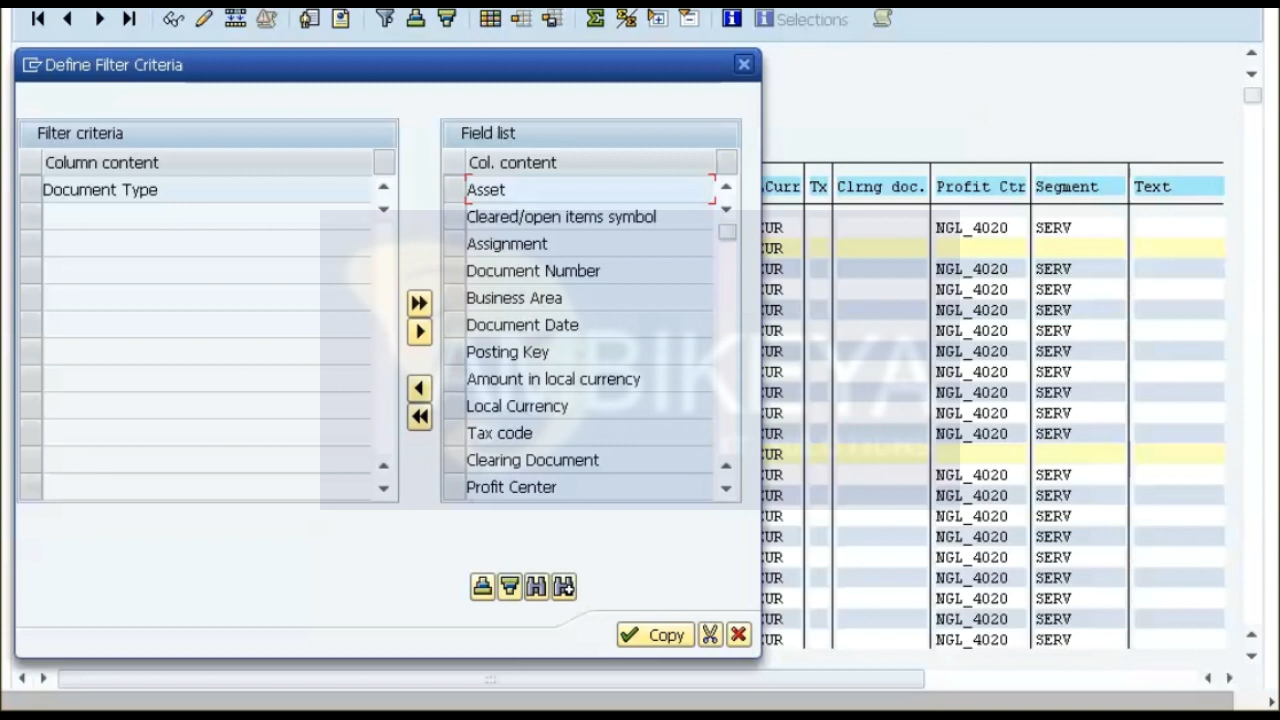 Selections
Define Filter Criteria
Filter criteria
Column content
Document Type
Field list
Col. content
Asset
Cleared/open items symbol
Assignment
Document Number
Business Area
Document Date
Posting Key
Amount in local currency
Local Currency
Tax code
Clearing Document
Profit Center
Copy
Curr Tx Clrng doc. Profit Ctr Segment Text
UR NGL_4020 SERV
UR
UR NGL_4020 SERV
UR NGL_4020 SERV
UR NGL_4020 SERV
UR NGL_4020 SERV
UR NGL_4020 SERV
UR NGL_4020 SERV
UR NGL_4020 SERV
UR NGL_4020 SERV
UR NGL_4020 SERV
UR
UR NGL_4020 SERV
UR NGL_4020 SERV
UR NGL_4020 SERV
UR NGL_4020 SERV
UR NGL_4020 SERV
UR NGL_4020 SERV
UR NGL_4020 SERV
UR NGL_4020 SERV
UR NGL_4020 SERV